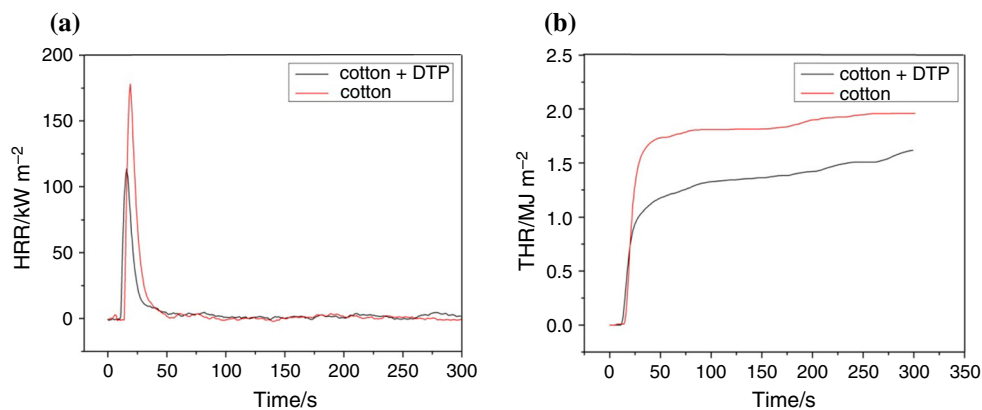 (a)
200
150
100
50
0
HRR/kW m⁻²
cotton + DTP
cotton
0 50 100 150 200 250 300
Time/s
(b)
2.5
2.0
1.5
1.0
0.5
0.0
THR/MJ m⁻²
cotton + DTP
cotton
0 50 100 150 200 250 300 350
Time/s